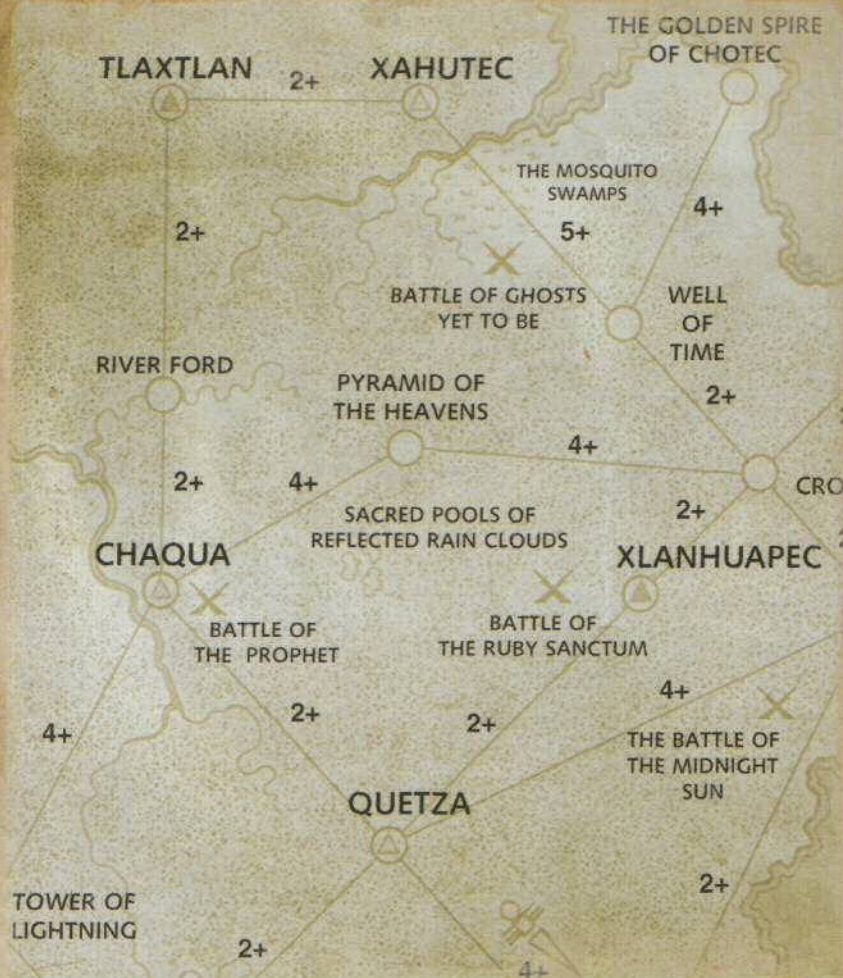 THE GOLDEN SPIRE
OF CHOTEC
TLAXTLAN
2+
XAHUTEC
THE MOSQUITO
SWAMPS
4+
2+
5+
BATTLE OF GHOSTS
YET TO BE
WELL
OF
TIME
RIVER FORD
PYRAMID OF
THE HEAVENS
2+
4+
2+
4+
CRO
SACRED POOLS OF
REFLECTED RAIN CLOUDS
2+
CHAQUA
XLANHUAPEC
BATTLE OF
THE PROPHET
BATTLE OF
THE RUBY SANCTUM
4+
2+
2+
4+
THE BATTLE OF
THE MIDNIGHT
SUN
QUETZA
2+
TOWER OF
LIGHTNING
2+
4+